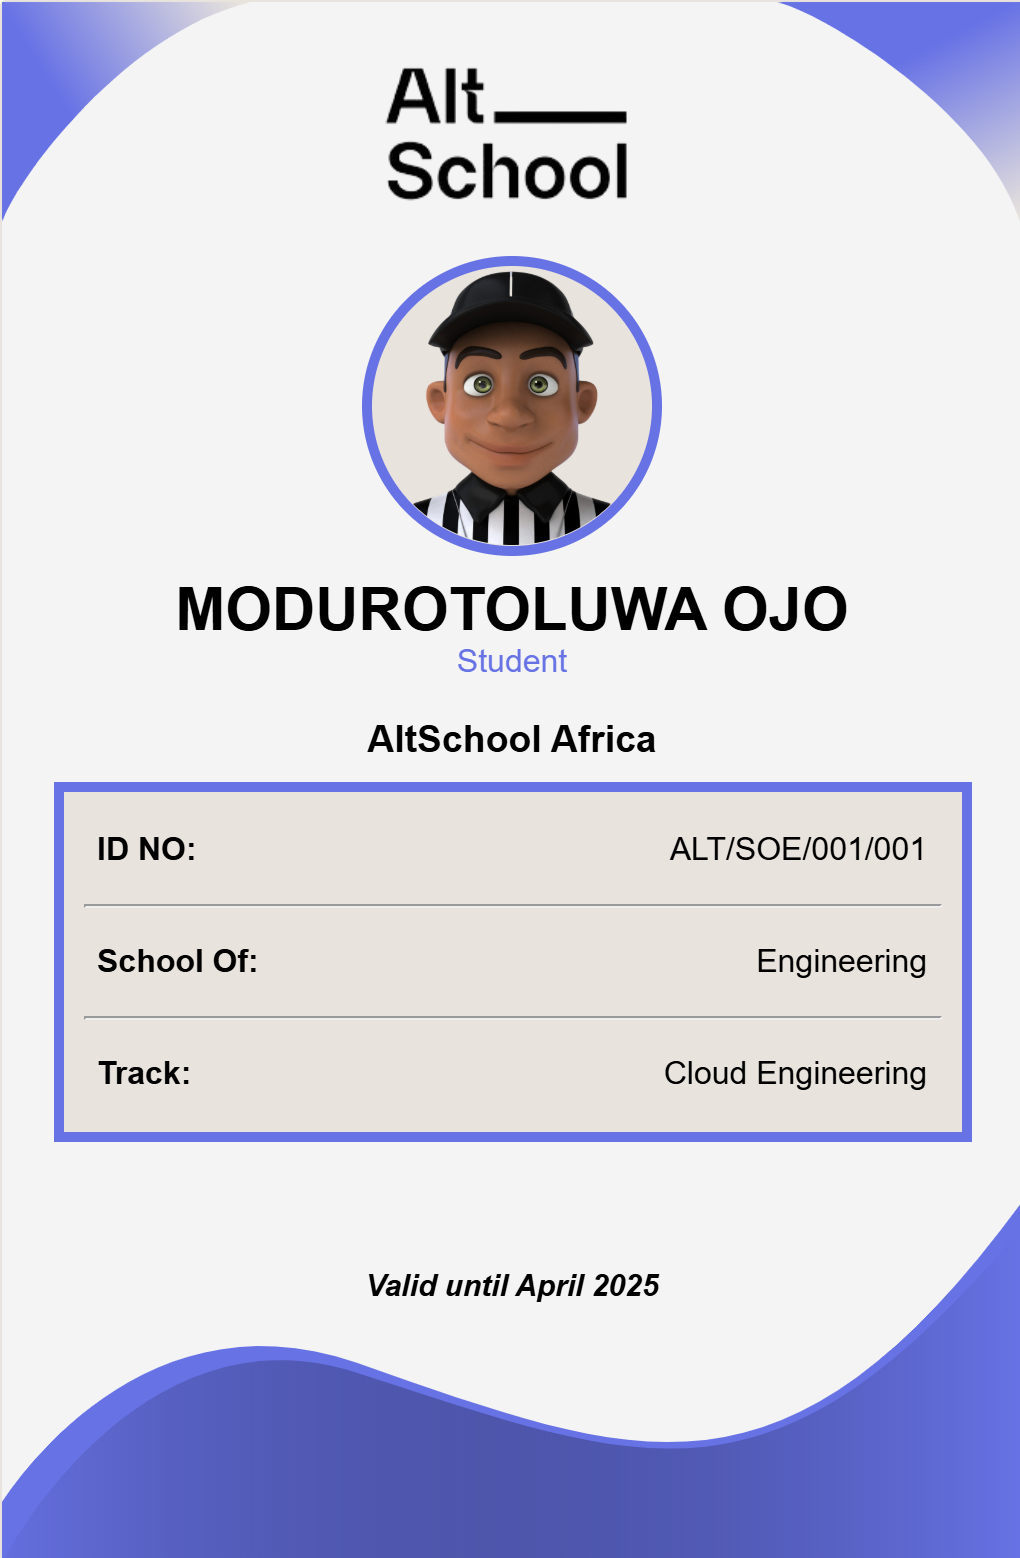 Alt
School
MODUROTOLUWA OJO
Student
AltSchool Africa
ID NO: ALT/SOE/001/001
School Of: Engineering
Track: Cloud Engineering
Valid until April 2025